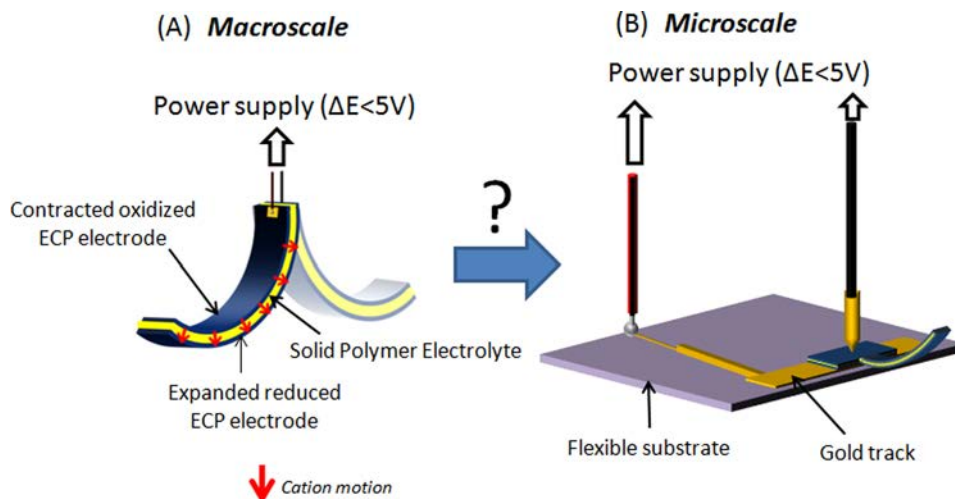 (A) Macroscale
Power supply (ΔE<5V)
Contracted oxidized
ECP electrode
Solid Polymer Electrolyte
Expanded reduced
ECP electrode
Cation motion
?
(B) Microscale
Power supply (ΔE<5V)
Flexible substrate
Gold track